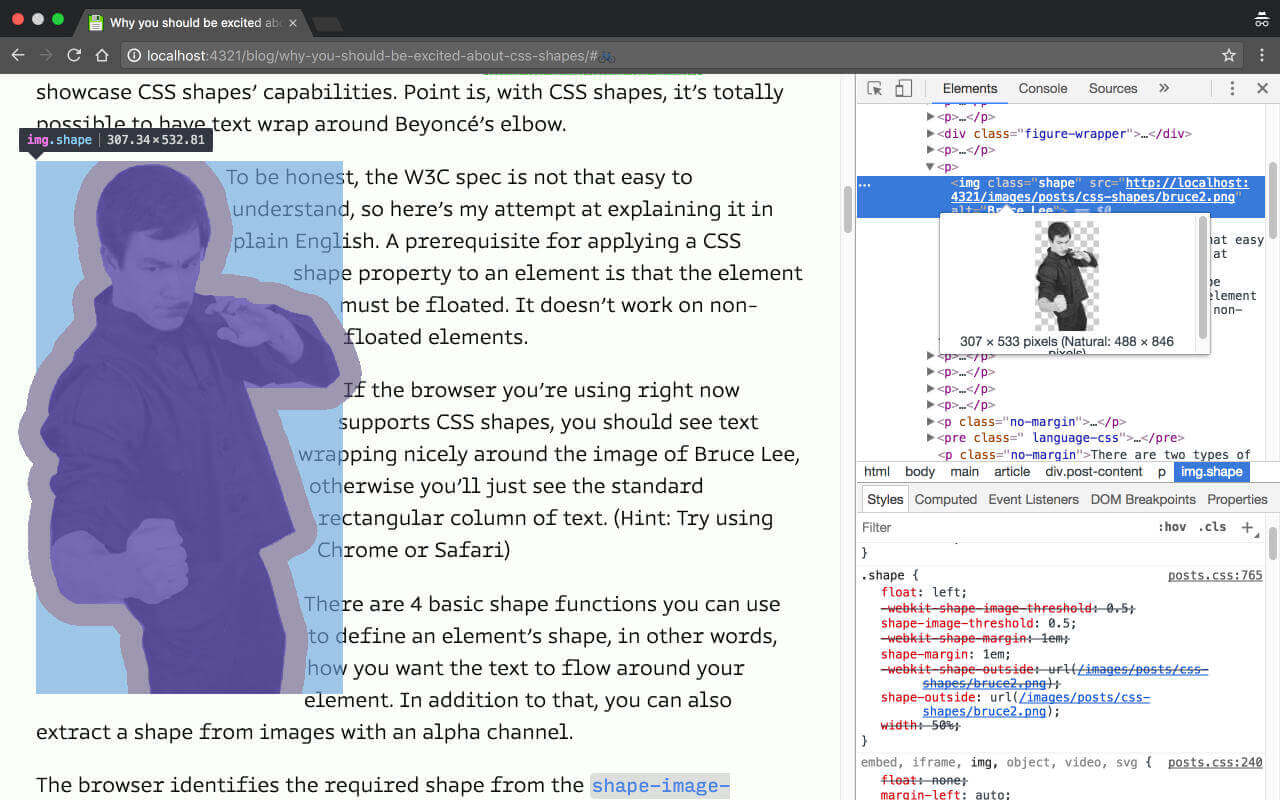 Why you should be excited abo
localhost:4321/blog/why-you-should-be-excited-about-css-shapes/#
showcase CSS shapes’ capabilities. Point is, with CSS shapes, it’s totally
possible to have text wrap around Beyoncé’s elbow.
img.shape | 307.34×532.81
To be honest, the W3C spec is not that easy to
understand, so here’s my attempt at explaining it in
plain English. A prerequisite for applying a CSS
shape property to an element is that the element
must be floated. It doesn’t work on non-
floated elements.
If the browser you’re using right now
supports CSS shapes, you should see text
wrapping nicely around the image of Bruce Lee,
otherwise you’ll just see the standard
rectangular column of text. (Hint: Try using
Chrome or Safari)
There are 4 basic shape functions you can use
to define an element’s shape, in other words,
how you want the text to flow around your
element. In addition to that, you can also
extract a shape from images with an alpha channel.
The browser identifies the required shape from the shape-image-
Elements Console Sources »
<p>…</p>
<div class="figure-wrapper">…</div>
<p>…</p>
<p>
<img class="shape" src="http://localhost:
4321/images/posts/css-shapes/bruce2.png"
alt="Bruce Lee"> == $0
hat easy
at
lement
non-
307 × 533 pixels (Natural: 488 × 846
pixels)
<p>…</p>
<p>…</p>
<p>…</p>
<p>…</p>
<p class="no-margin">…</p>
<pre class=" language-css">…</pre>
<p class="no-margin">There are two types of
html body main article div.post-content p img.shape
Styles Computed Event Listeners DOM Breakpoints Properties
Filter :hov .cls +
}
.shape { posts.css:765
float: left;
-webkit-shape-image-threshold: 0.5;
shape-image-threshold: 0.5;
-webkit-shape-margin: 1em;
shape-margin: 1em;
-webkit-shape-outside: url(/images/posts/css-
shapes/bruce2.png);
shape-outside: url(/images/posts/css-
shapes/bruce2.png);
width: 50%;
}
embed, iframe, img, object, video, svg { posts.css:240
float: none;
margin-left: auto;